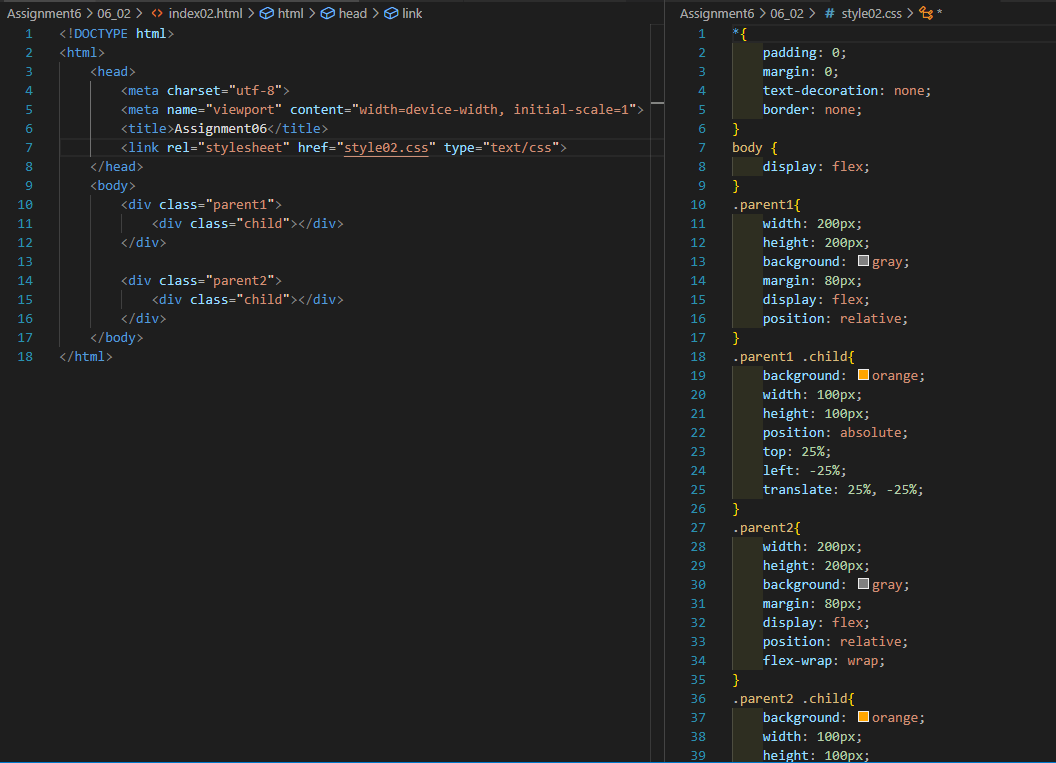 Assignment6 > 06_02 > <> index02.html > html > head > link
1 <!DOCTYPE html>
2 <html>
3 <head>
4 <meta charset="utf-8">
5 <meta name="viewport" content="width=device-width, initial-scale=1">
6 <title>Assignment06</title>
7 <link rel="stylesheet" href="style02.css" type="text/css">
8 </head>
9 <body>
10 <div class="parent1">
11 <div class="child"></div>
12 </div>
13
14 <div class="parent2">
15 <div class="child"></div>
16 </div>
17 </body>
18 </html>
Assignment6 > 06_02 > # style02.css > *
1 *{
2 padding: 0;
3 margin: 0;
4 text-decoration: none;
5 border: none;
6 }
7 body {
8 display: flex;
9 }
10 .parent1{
11 width: 200px;
12 height: 200px;
13 background: gray;
14 margin: 80px;
15 display: flex;
16 position: relative;
17 }
18 .parent1 .child{
19 background: orange;
20 width: 100px;
21 height: 100px;
22 position: absolute;
23 top: 25%;
24 left: -25%;
25 translate: 25%, -25%;
26 }
27 .parent2{
28 width: 200px;
29 height: 200px;
30 background: gray;
31 margin: 80px;
32 display: flex;
33 position: relative;
34 flex-wrap: wrap;
35 }
36 .parent2 .child{
37 background: orange;
38 width: 100px;
39 height: 100px;